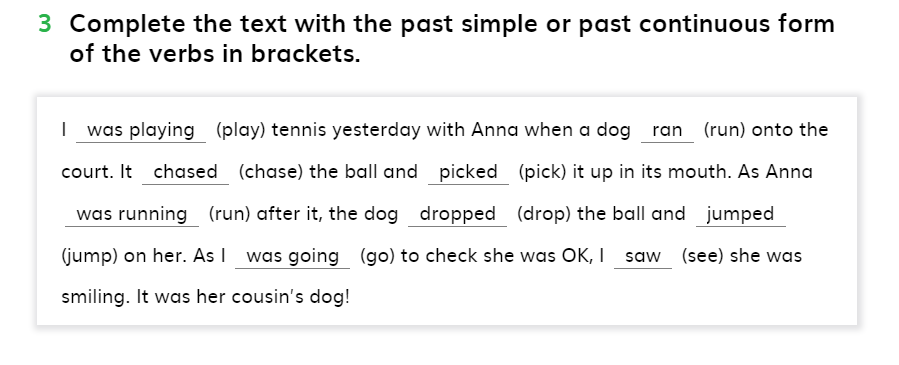 3 Complete the text with the past simple or past continuous form
of the verbs in brackets.
I was playing (play) tennis yesterday with Anna when a dog ran (run) onto the
court. It chased (chase) the ball and picked (pick) it up in its mouth. As Anna
was running (run) after it, the dog dropped (drop) the ball and jumped
(jump) on her. As I was going (go) to check she was OK, I saw (see) she was
smiling. It was her cousin's dog!